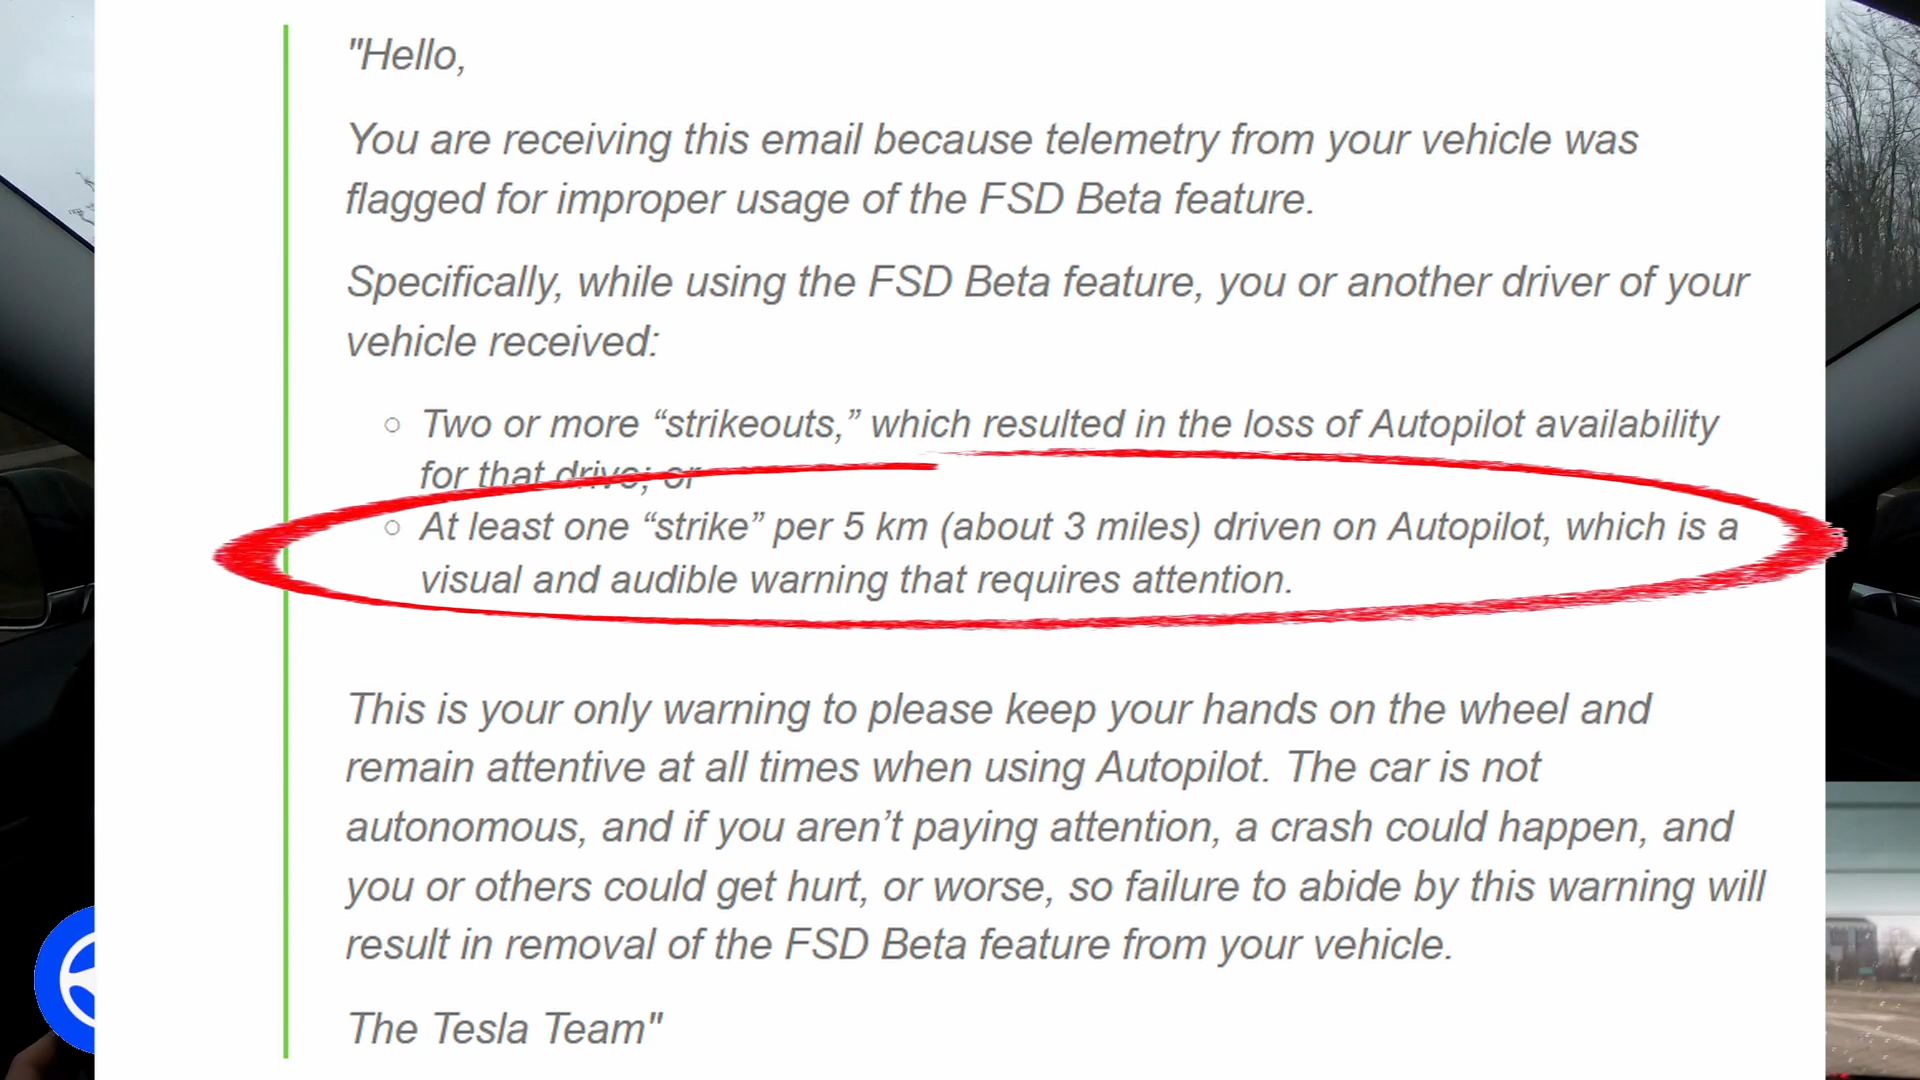 "Hello,
You are receiving this email because telemetry from your vehicle was
flagged for improper usage of the FSD Beta feature.
Specifically, while using the FSD Beta feature, you or another driver of your
vehicle received:
Two or more “strikeouts,” which resulted in the loss of Autopilot availability
for that drive; or
At least one “strike” per 5 km (about 3 miles) driven on Autopilot, which is a
visual and audible warning that requires attention.
This is your only warning to please keep your hands on the wheel and
remain attentive at all times when using Autopilot. The car is not
autonomous, and if you aren’t paying attention, a crash could happen, and
you or others could get hurt, or worse, so failure to abide by this warning will
result in removal of the FSD Beta feature from your vehicle.
The Tesla Team"